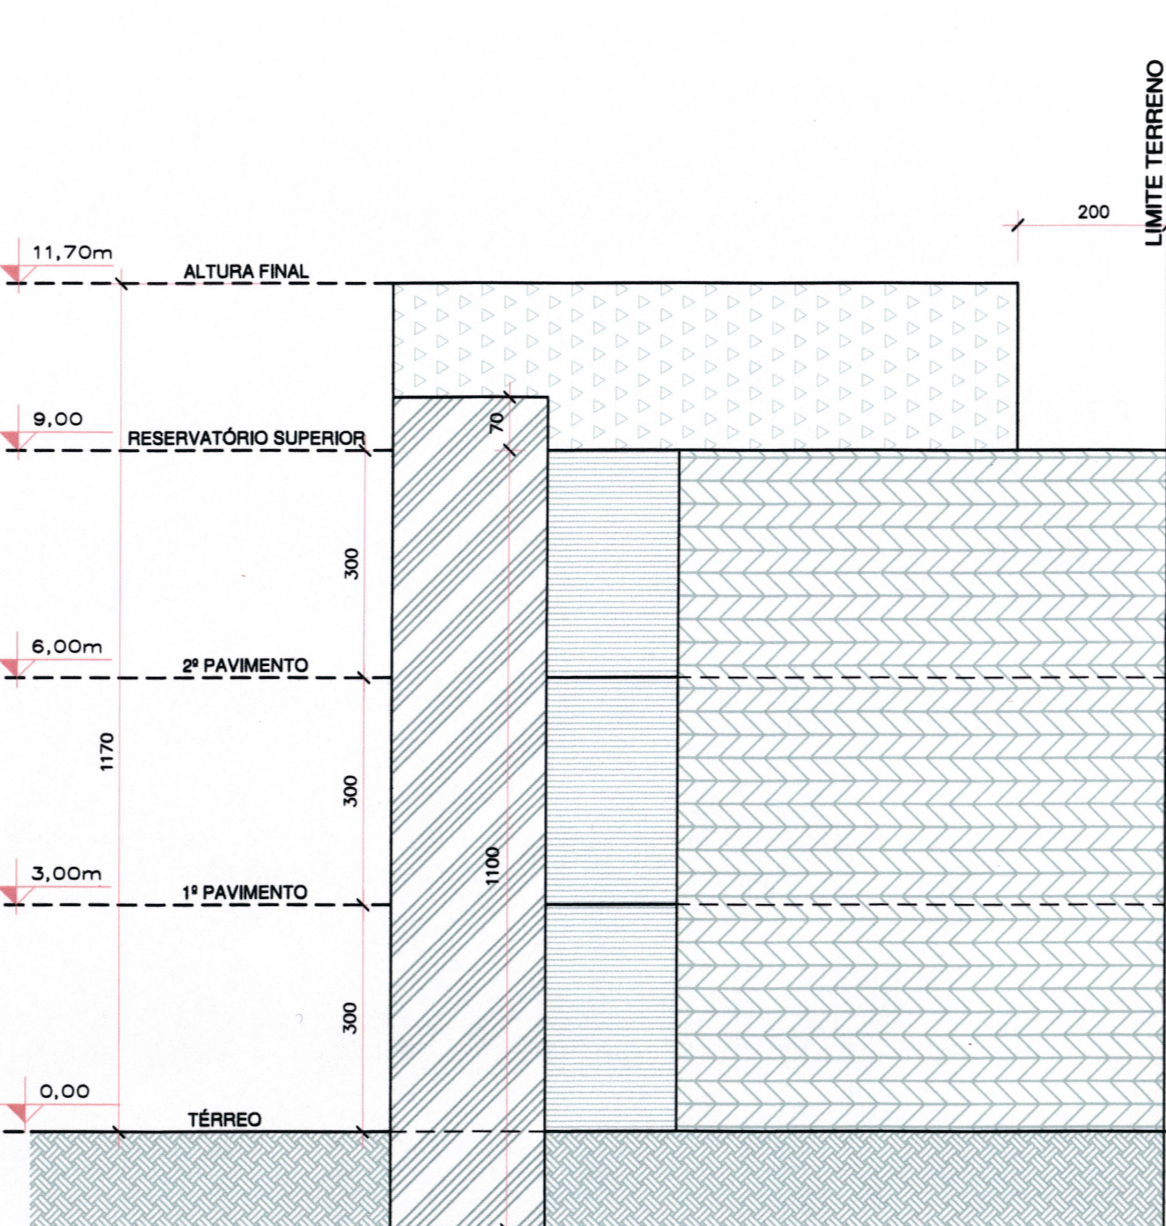 LIMITE TERRENO
200
11,70m
ALTURA FINAL
9,00
RESERVATÓRIO SUPERIOR
70
300
6,00m
2º PAVIMENTO
1170
300
1100
3,00m
1º PAVIMENTO
300
0,00
TÉRREO